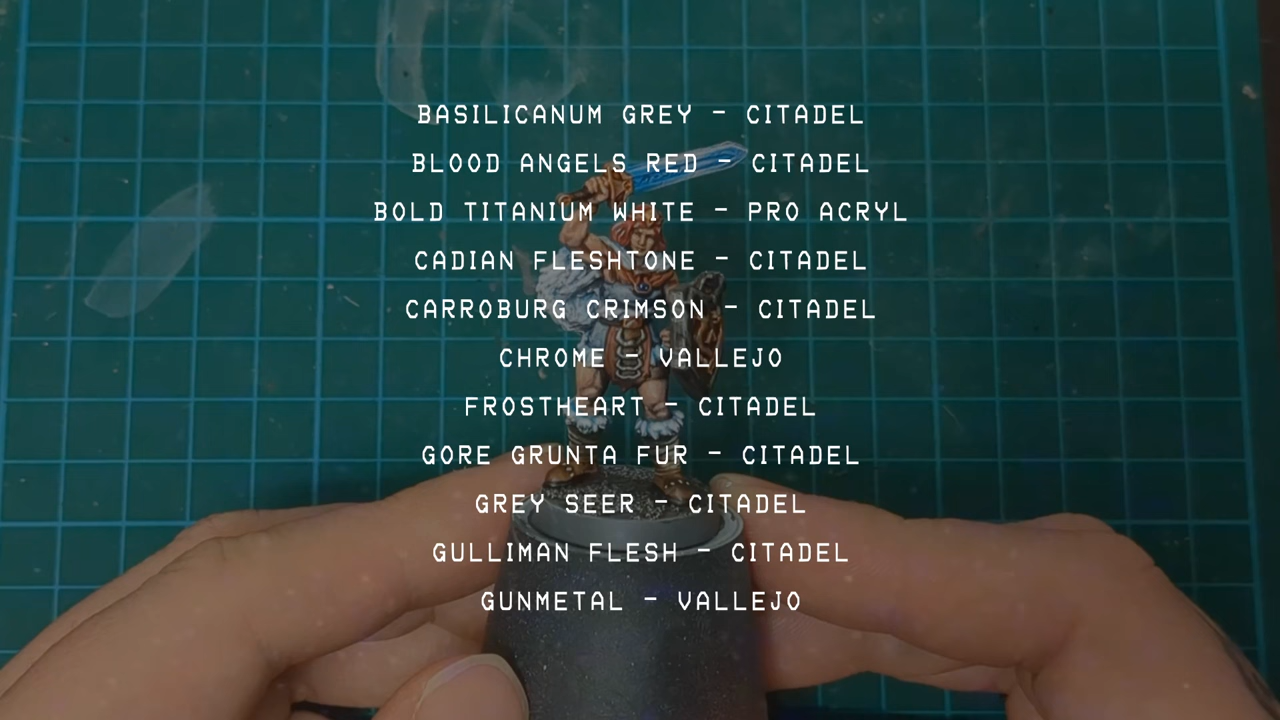 BASILICANUM GREY - CITADEL
BLOOD ANGELS RED - CITADEL
BOLD TITANIUM WHITE - PRO ACRYL
CADIAN FLESHTONE - CITADEL
CARROBURG CRIMSON - CITADEL
CHROME - VALLEJO
FROSTHEART - CITADEL
GORE GRUNTA FUR - CITADEL
GREY SEER - CITADEL
GULLIMAN FLESH - CITADEL
GUNMETAL - VALLEJO